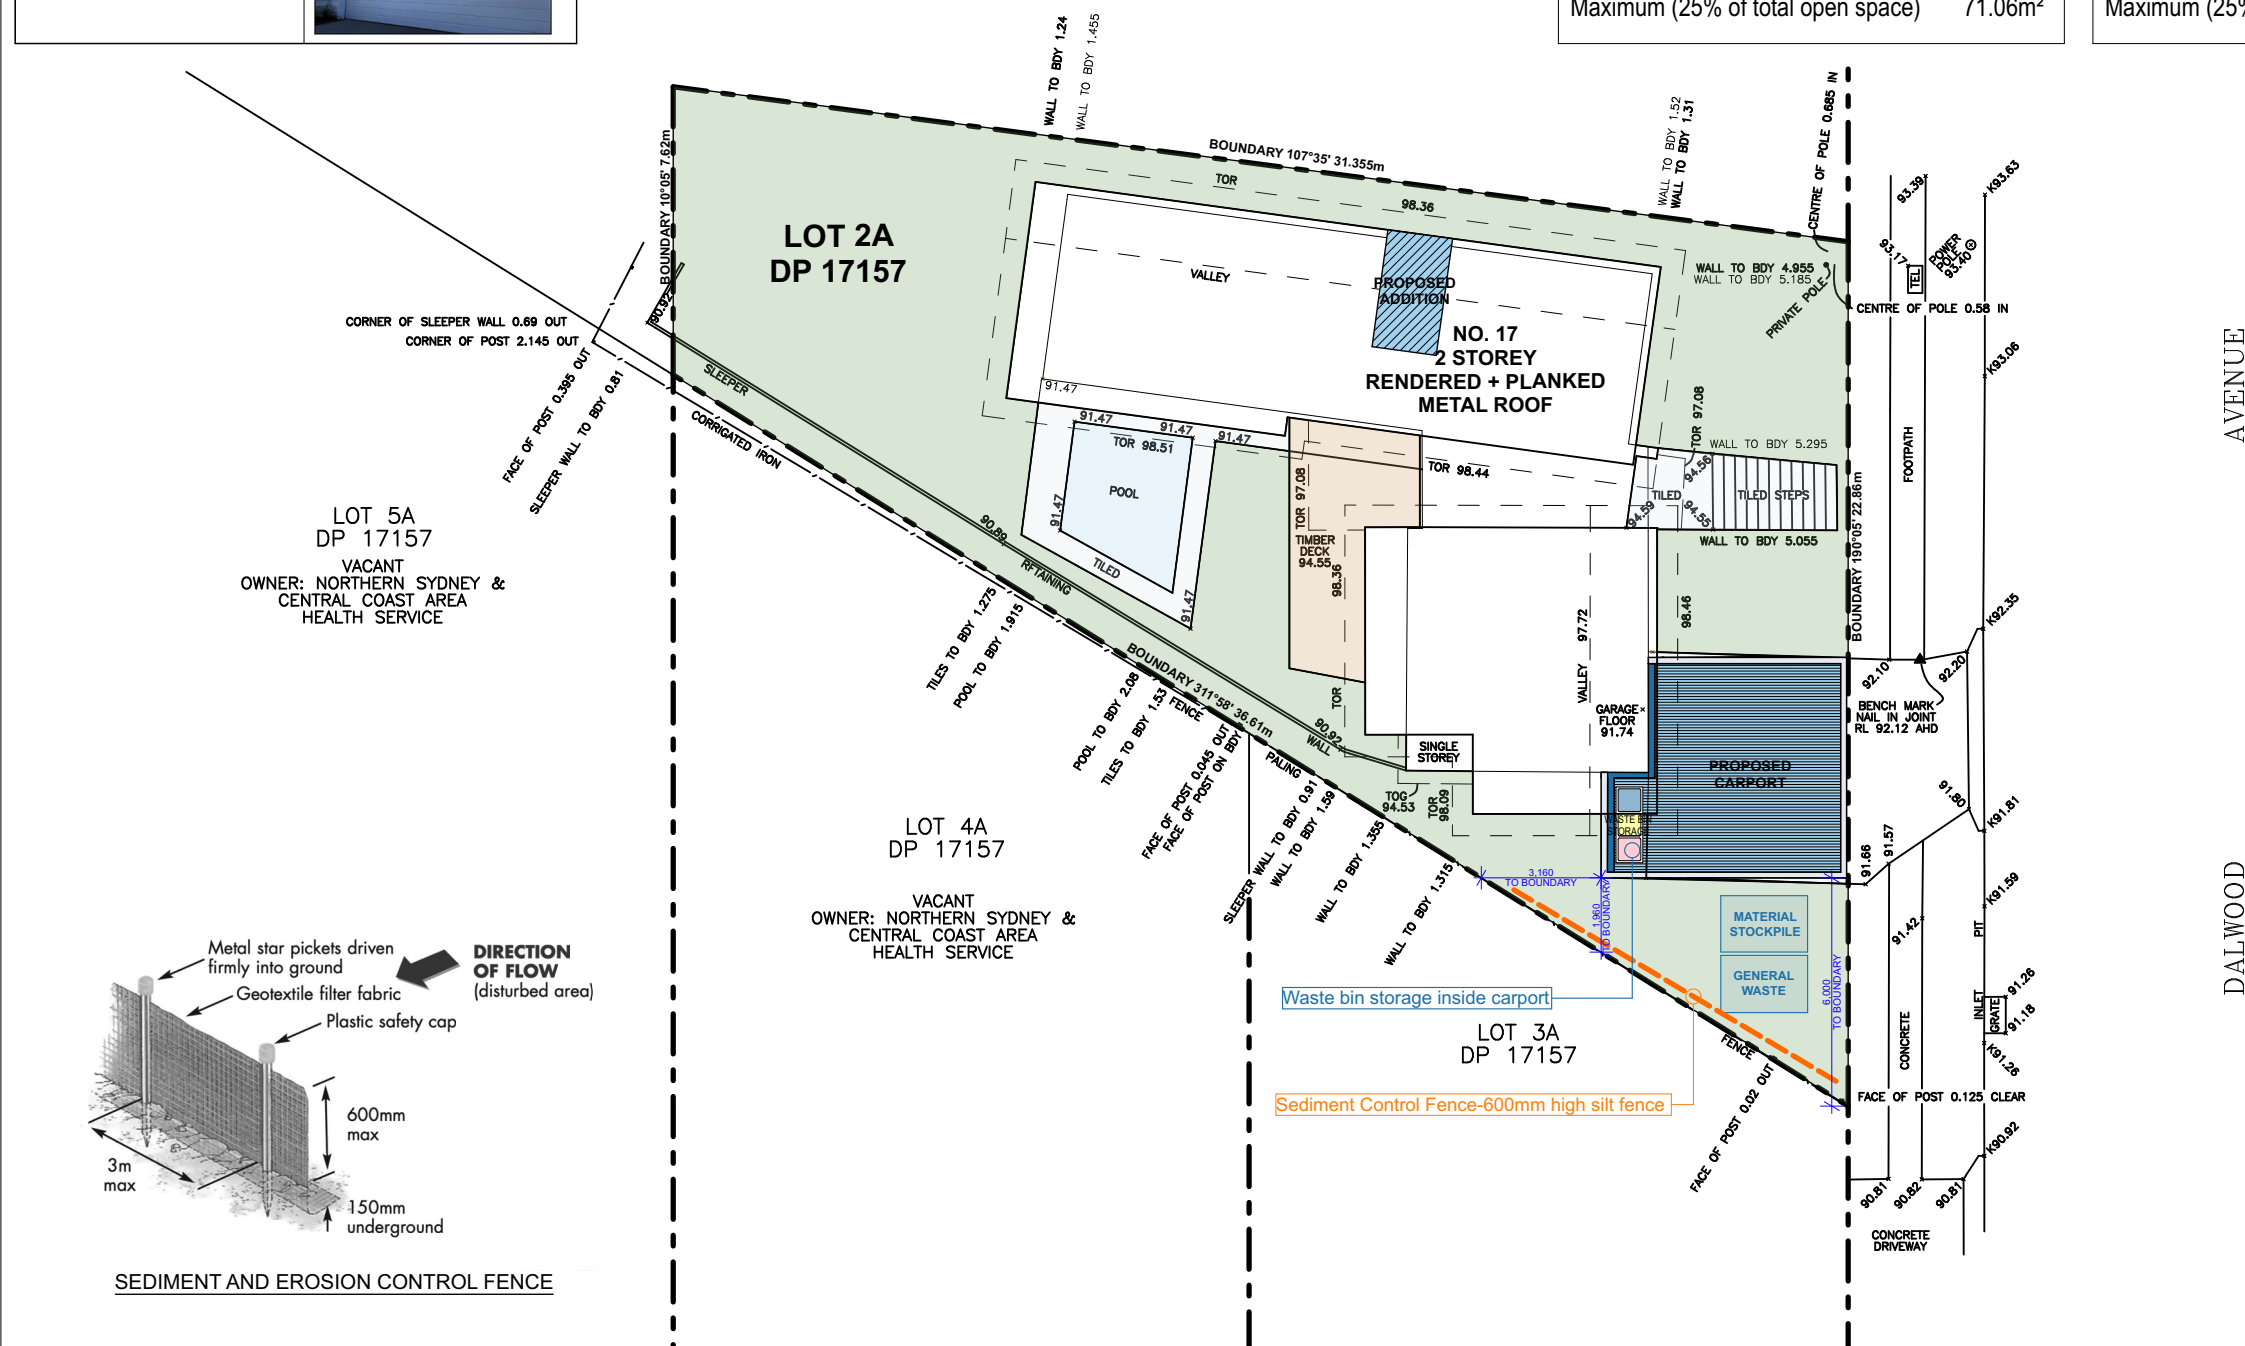 Maximum (25% of total open space) 71.06m²
Maximum (25%
WALL TO BDY 1.24
WALL TO BDY 1.455
WALL TO BDY 1.52
WALL TO BDY 1.31
CENTRE OF POLE 0.685 IN
BOUNDARY 10°05' 7.62m
BOUNDARY 107°35' 31.355m
TOR
98.36
LOT 2A
DP 17157
VALLEY
PROPOSED
ADDITION
NO. 17
2 STOREY
RENDERED + PLANKED
METAL ROOF
WALL TO BDY 4.955
WALL TO BDY 5.185
PRIVATE POLE
CENTRE OF POLE 0.58 IN
93.39
93.17
TEL
POWER
POLE
93.40
K93.63
K93.06
AVENUE
FOOTPATH
90.92
CORNER OF SLEEPER WALL 0.69 OUT
CORNER OF POST 2.145 OUT
FACE OF POST 0.395 OUT
SLEEPER WALL TO BDY 0.81
SLEEPER
CORRIGATED IRON
91.47
91.47
91.47
91.47
TOR 98.51
POOL
91.47
91.47
TILED
TOR 98.44
TOR 97.08
TIMBER
DECK
94.55
98.36
TOR
TOR 97.08
WALL TO BDY 5.295
94.56
TILED
TILED STEPS
94.59
94.55
WALL TO BDY 5.055
BOUNDARY 190°05' 22.86m
98.46
97.72
VALLEY
LOT 5A
DP 17157
VACANT
OWNER: NORTHERN SYDNEY &
CENTRAL COAST AREA
HEALTH SERVICE
90.89
RETAINING
TILES TO BDY 1.275
POOL TO BDY 1.915
BOUNDARY 311°58' 36.61m
POOL TO BDY 2.08
TILES TO BDY 1.53
FENCE
FACE OF POST 0.045 OUT
FACE OF POST ON BDY
90.92
WALL
PALING
SLEEPER WALL TO BDY 0.91
WALL TO BDY 1.59
WALL TO BDY 1.355
WALL TO BDY 1.315
SINGLE
STOREY
TOG
94.53
TOR
98.09
GARAGE
FLOOR
91.74
PROPOSED
CARPORT
WASTE BIN
STORAGE
92.10
92.20
K92.35
BENCH MARK
NAIL IN JOINT
RL 92.12 AHD
91.80
K91.81
91.57
91.66
K91.59
91.42
PIT
INLET
GRATE
91.26
91.18
K91.26
CONCRETE
DALWOOD
LOT 4A
DP 17157
VACANT
OWNER: NORTHERN SYDNEY &
CENTRAL COAST AREA
HEALTH SERVICE
3,160
TO BOUNDARY
1,960
TO BOUNDARY
6,000
TO BOUNDARY
MATERIAL
STOCKPILE
GENERAL
WASTE
Waste bin storage inside carport
LOT 3A
DP 17157
FENCE
Sediment Control Fence-600mm high silt fence
FACE OF POST 0.02 OUT
FACE OF POST 0.125 CLEAR
K90.92
90.81
90.82
90.81
CONCRETE
DRIVEWAY
Metal star pickets driven
firmly into ground
Geotextile filter fabric
Plastic safety cap
DIRECTION
OF FLOW
(disturbed area)
600mm
max
3m
max
150mm
underground
SEDIMENT AND EROSION CONTROL FENCE